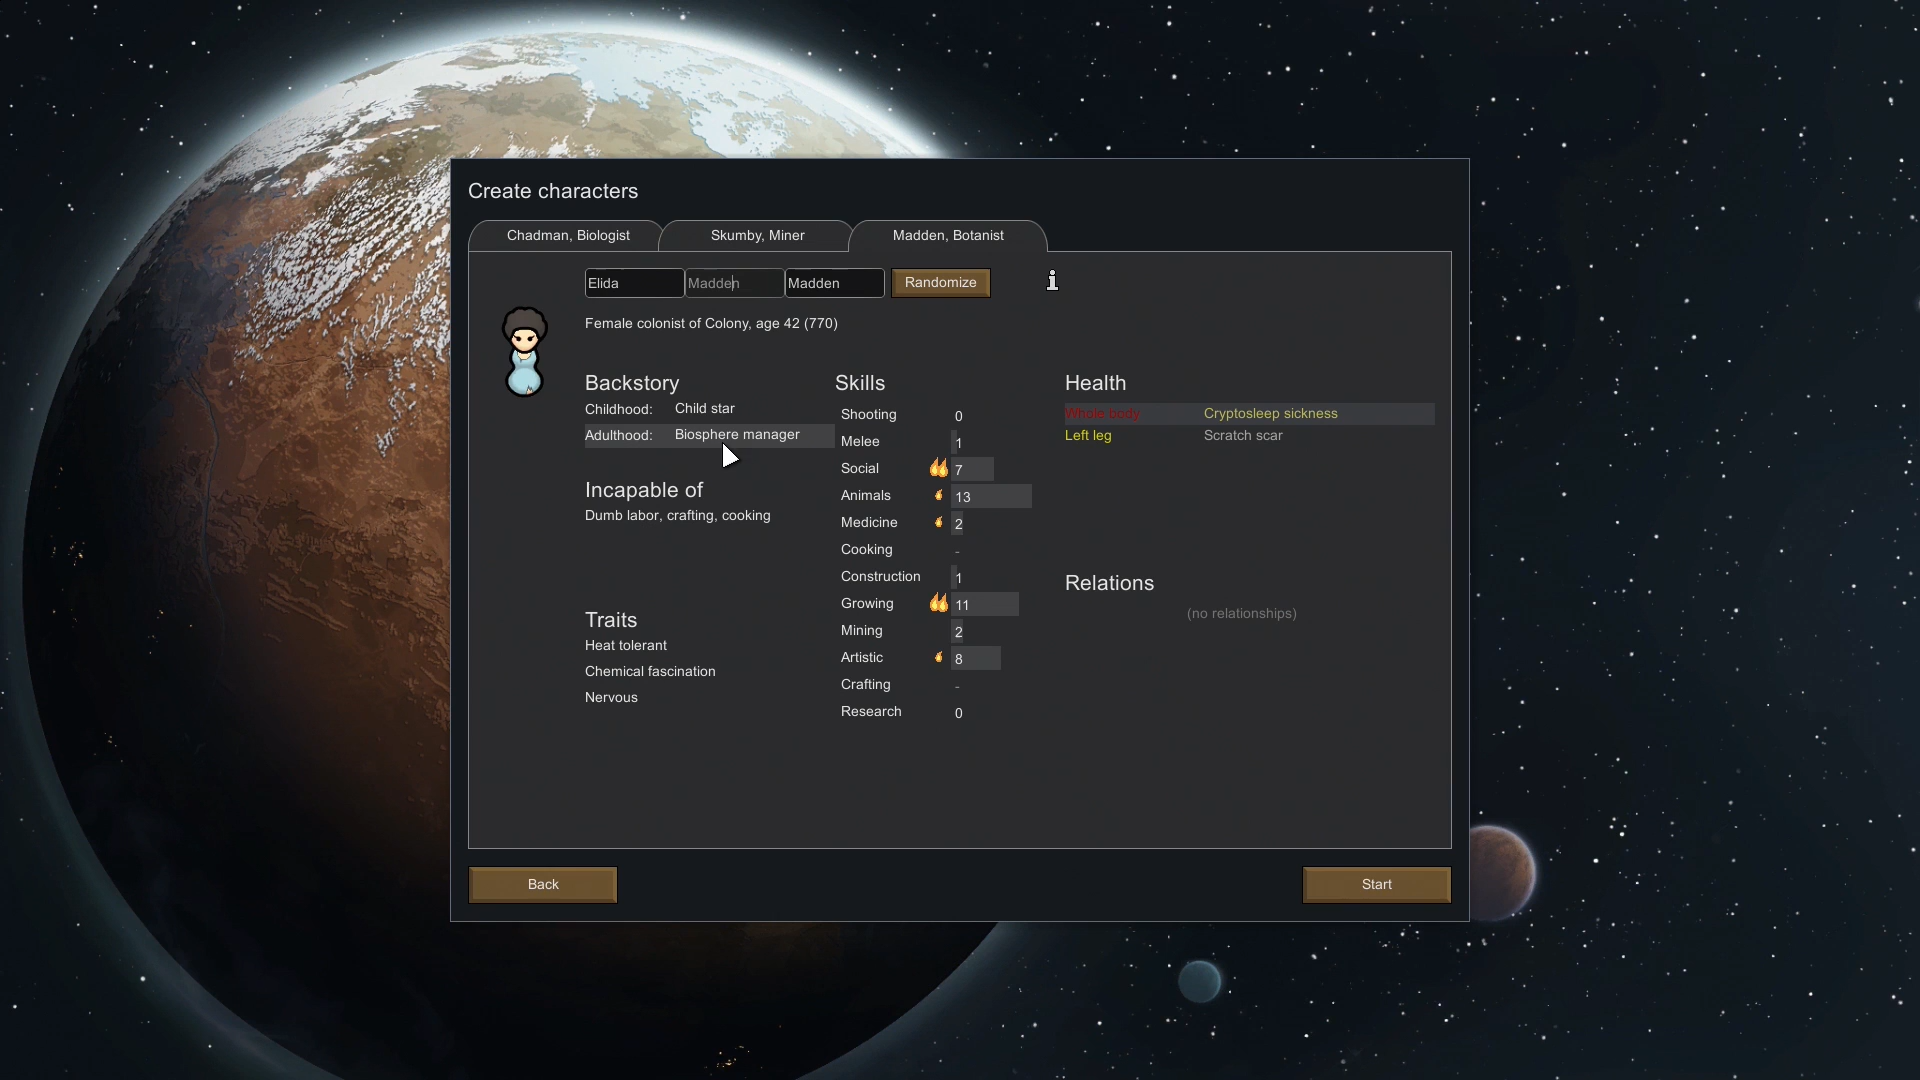 Create characters
Chadman, Biologist
Skumby, Miner
Madden, Botanist
Elida
Madden
Madden
Randomize
Female colonist of Colony, age 42 (770)
Backstory
Childhood: Child star
Adulthood: Biosphere manager
Incapable of
Dumb labor, crafting, cooking
Traits
Heat tolerant
Chemical fascination
Nervous
Skills
Shooting 0
Melee 1
Social 7
Animals 13
Medicine 2
Cooking -
Construction 1
Growing 11
Mining 2
Artistic 8
Crafting -
Research 0
Health
Whole body Cryptosleep sickness
Left leg Scratch scar
Relations
(no relationships)
Back
Start